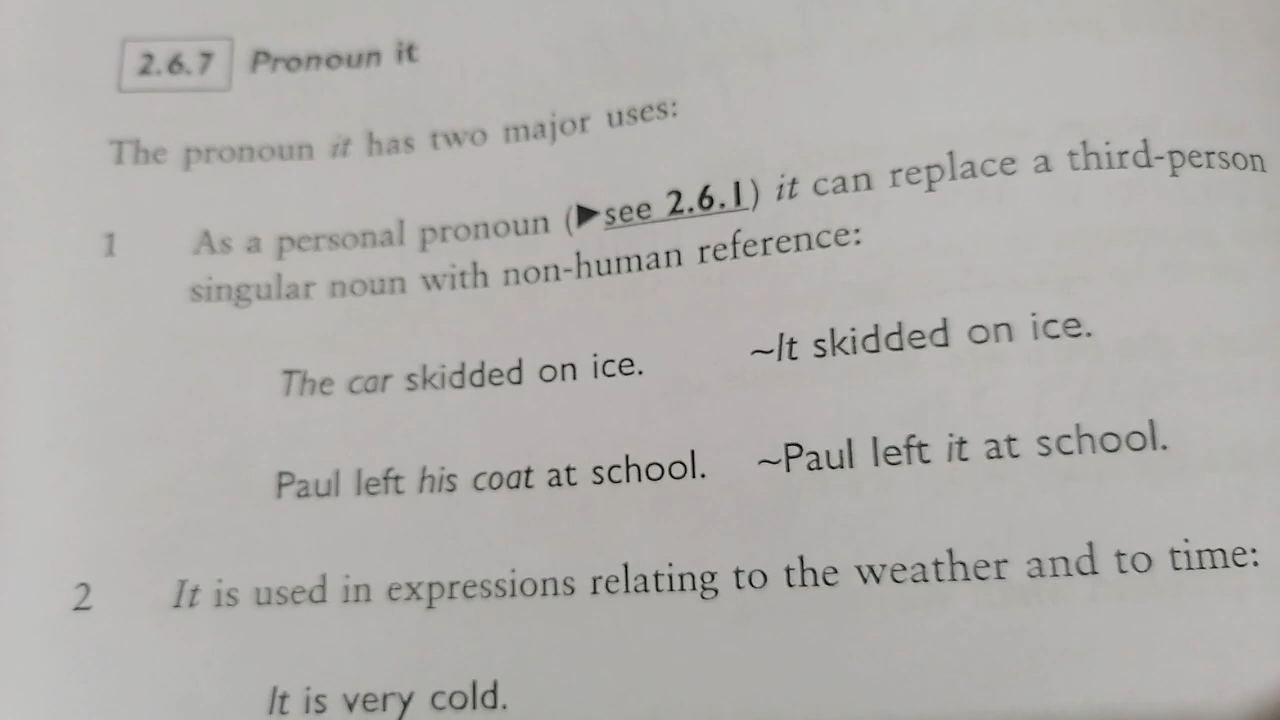 2.6.7 Pronoun it
The pronoun it has two major uses:
1 As a personal pronoun (▶see 2.6.1) it can replace a third-person
singular noun with non-human reference:
The car skidded on ice. ~It skidded on ice.
Paul left his coat at school. ~Paul left it at school.
2 It is used in expressions relating to the weather and to time:
It is very cold.